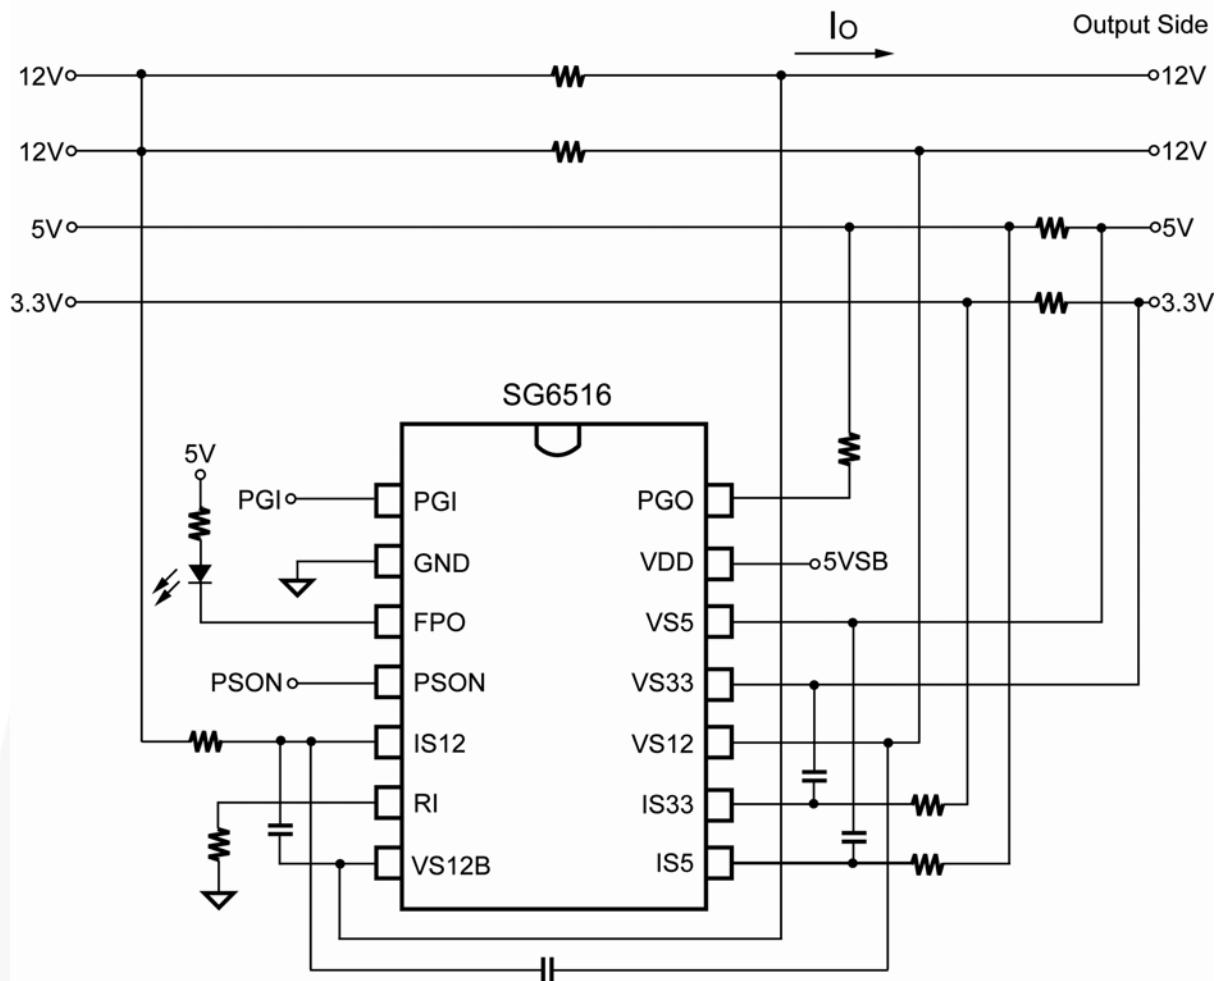 Io
Output Side
12V
12V
12V
12V
5V
5V
3.3V
3.3V
SG6516
5V
PGI
PGI
PGO
GND
VDD
5VSB
FPO
VS5
PSON
PSON
VS33
IS12
VS12
RI
IS33
VS12B
IS5